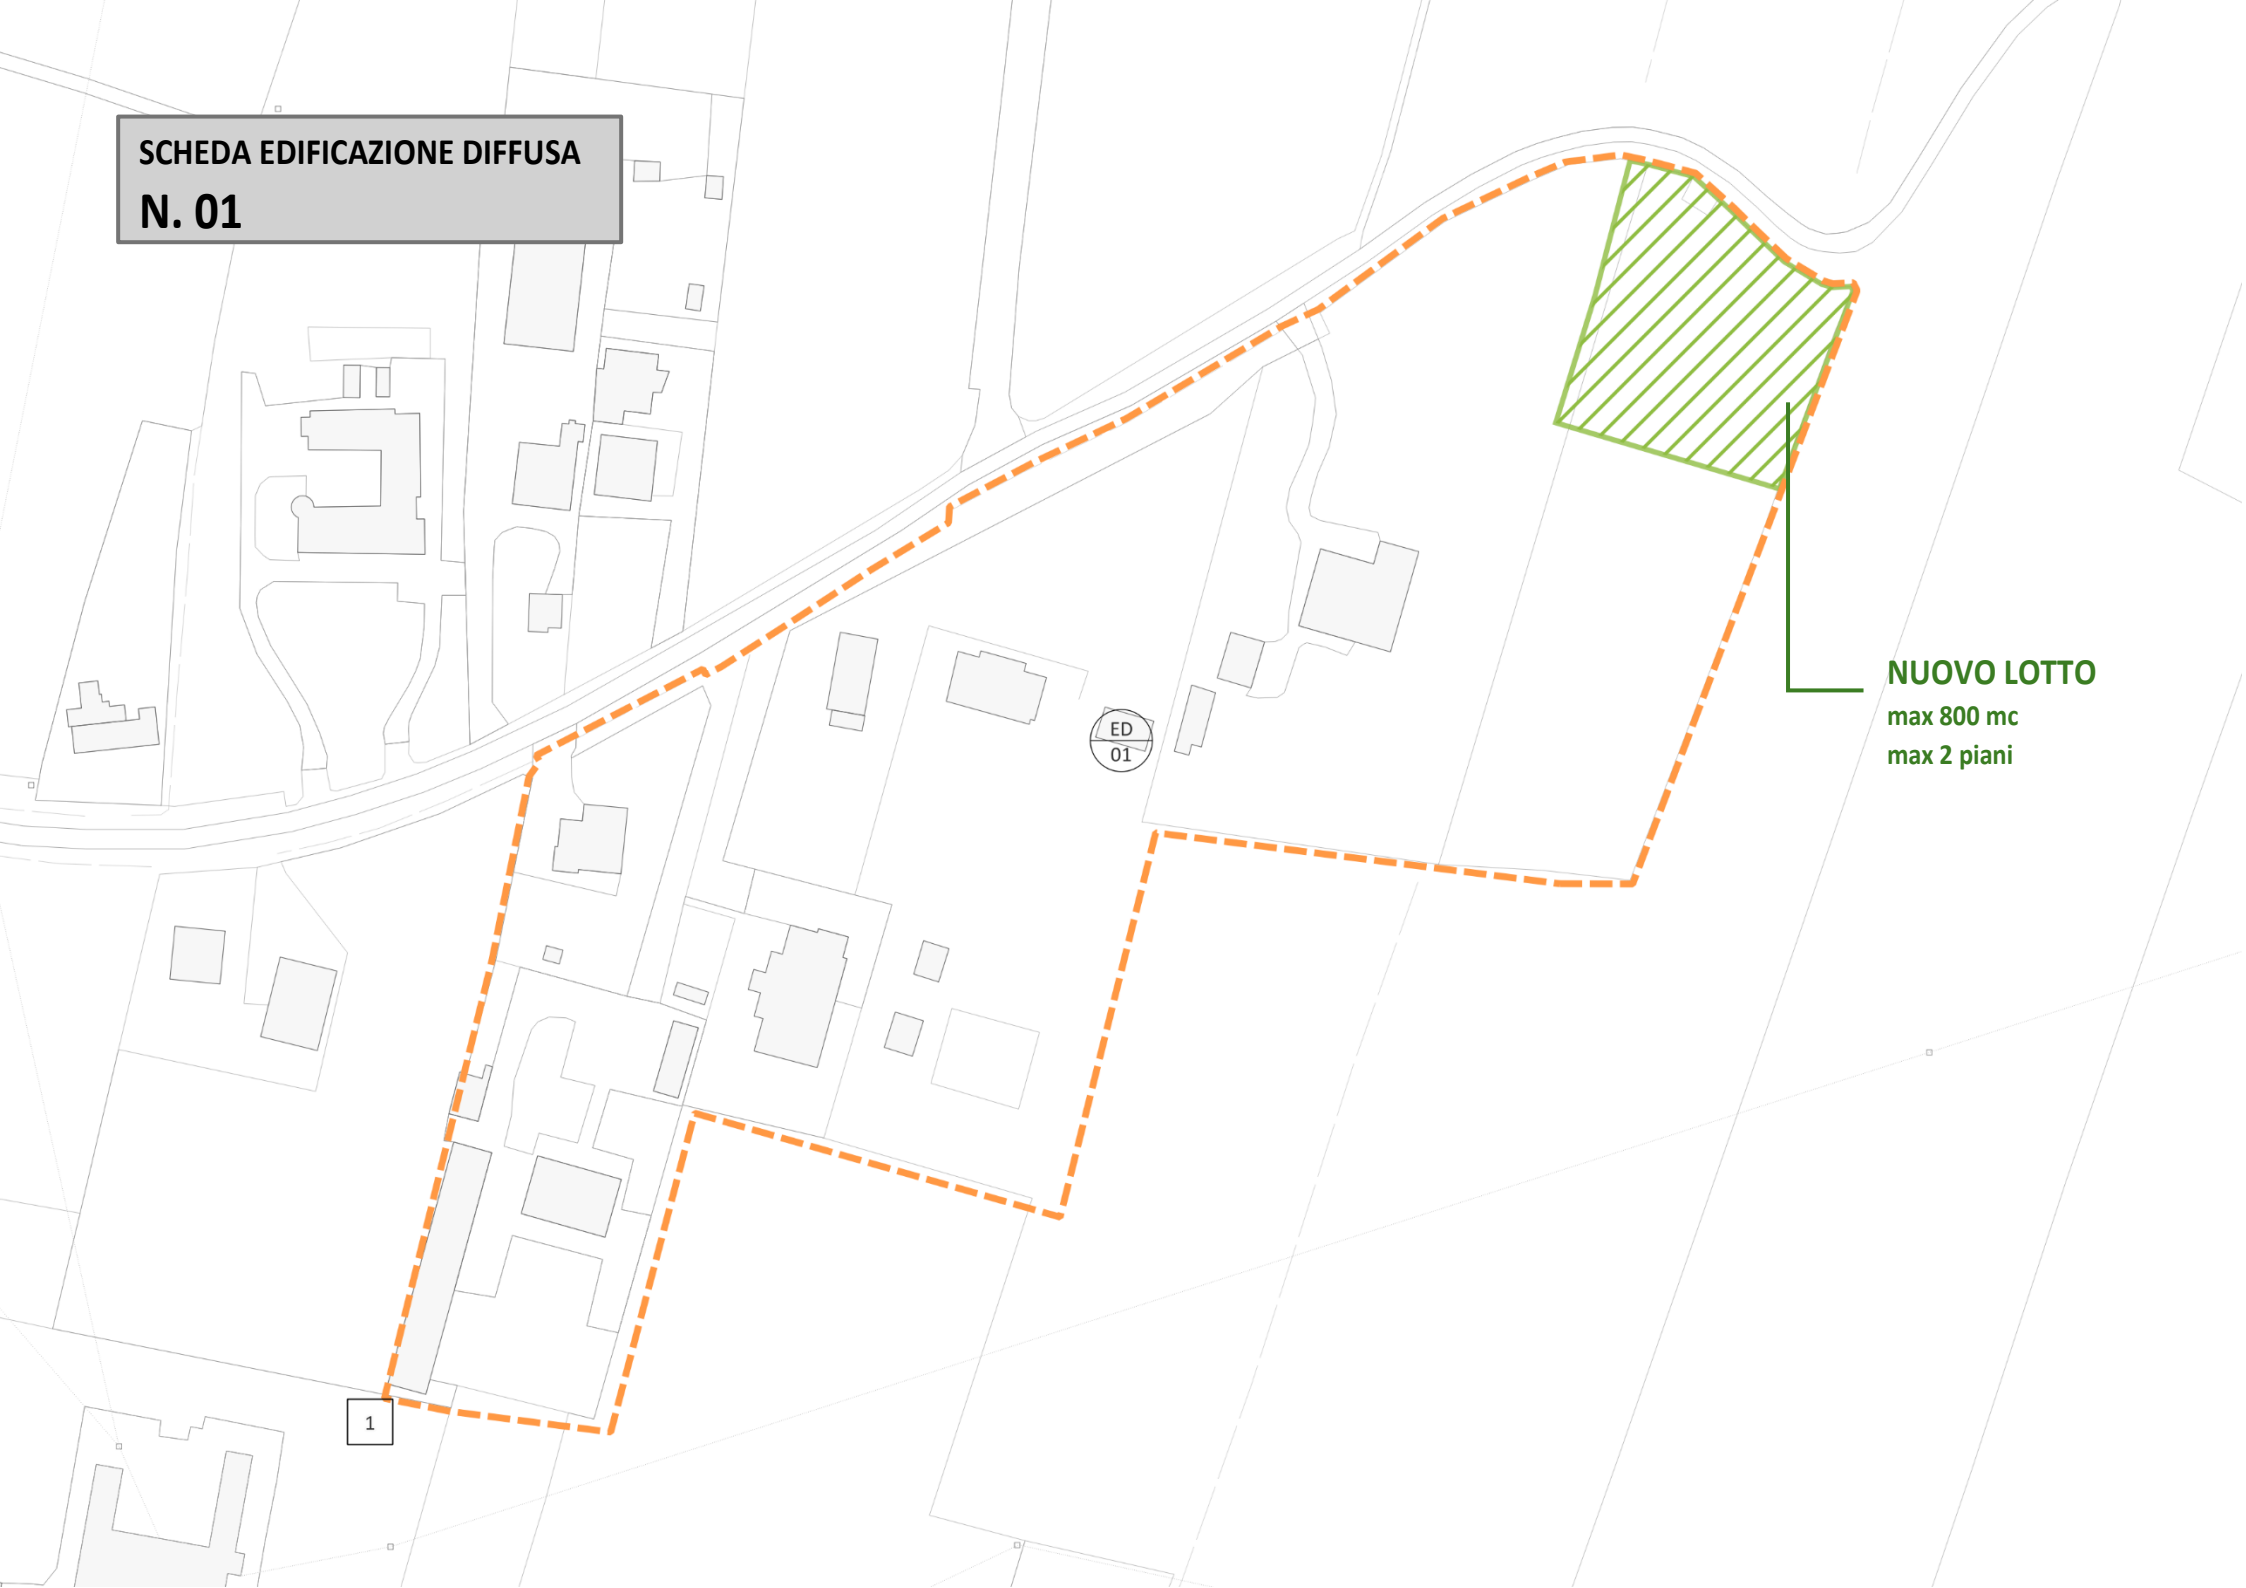 SCHEDA EDIFICAZIONE DIFFUSA
N. 01
NUOVO LOTTO
max 800 mc
max 2 piani
ED
01
1